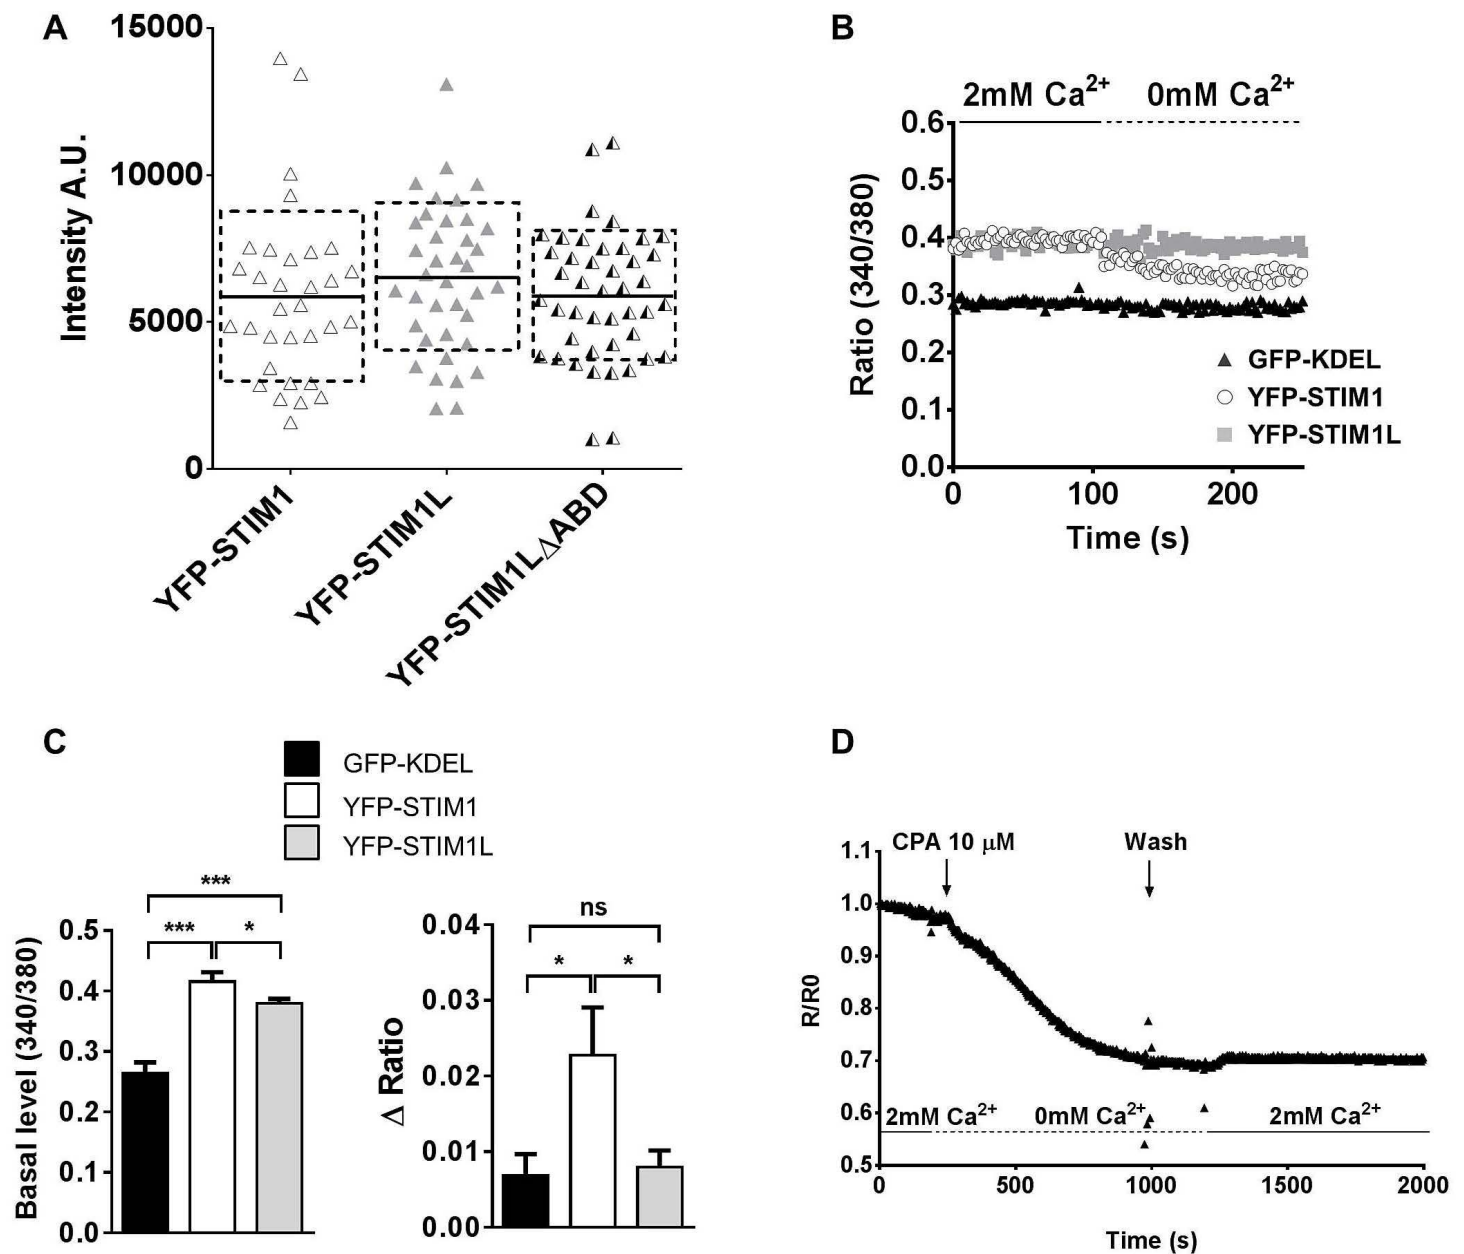 A
15000
10000
5000
0
Intensity A.U.
YFP-STIM1
YFP-STIM1L
YFP-STIM1L△ABD
B
2mM Ca²⁺ 0mM Ca²⁺
0.6
0.5
0.4
0.3
0.2
0.1
0.0
Ratio (340/380)
GFP-KDEL
YFP-STIM1
YFP-STIM1L
0 100 200
Time (s)
C
GFP-KDEL
YFP-STIM1
YFP-STIM1L
***
*** *
0.5
0.4
0.3
0.2
0.1
0.0
Basal level (340/380)
ns
* *
0.04
0.03
0.02
0.01
0.00
Δ Ratio
D
CPA 10 μM Wash
1.1
1.0
0.9
0.8
0.7
0.6
0.5
R/R0
2mM Ca²⁺ 0mM Ca²⁺ 2mM Ca²⁺
0 500 1000 1500 2000
Time (s)